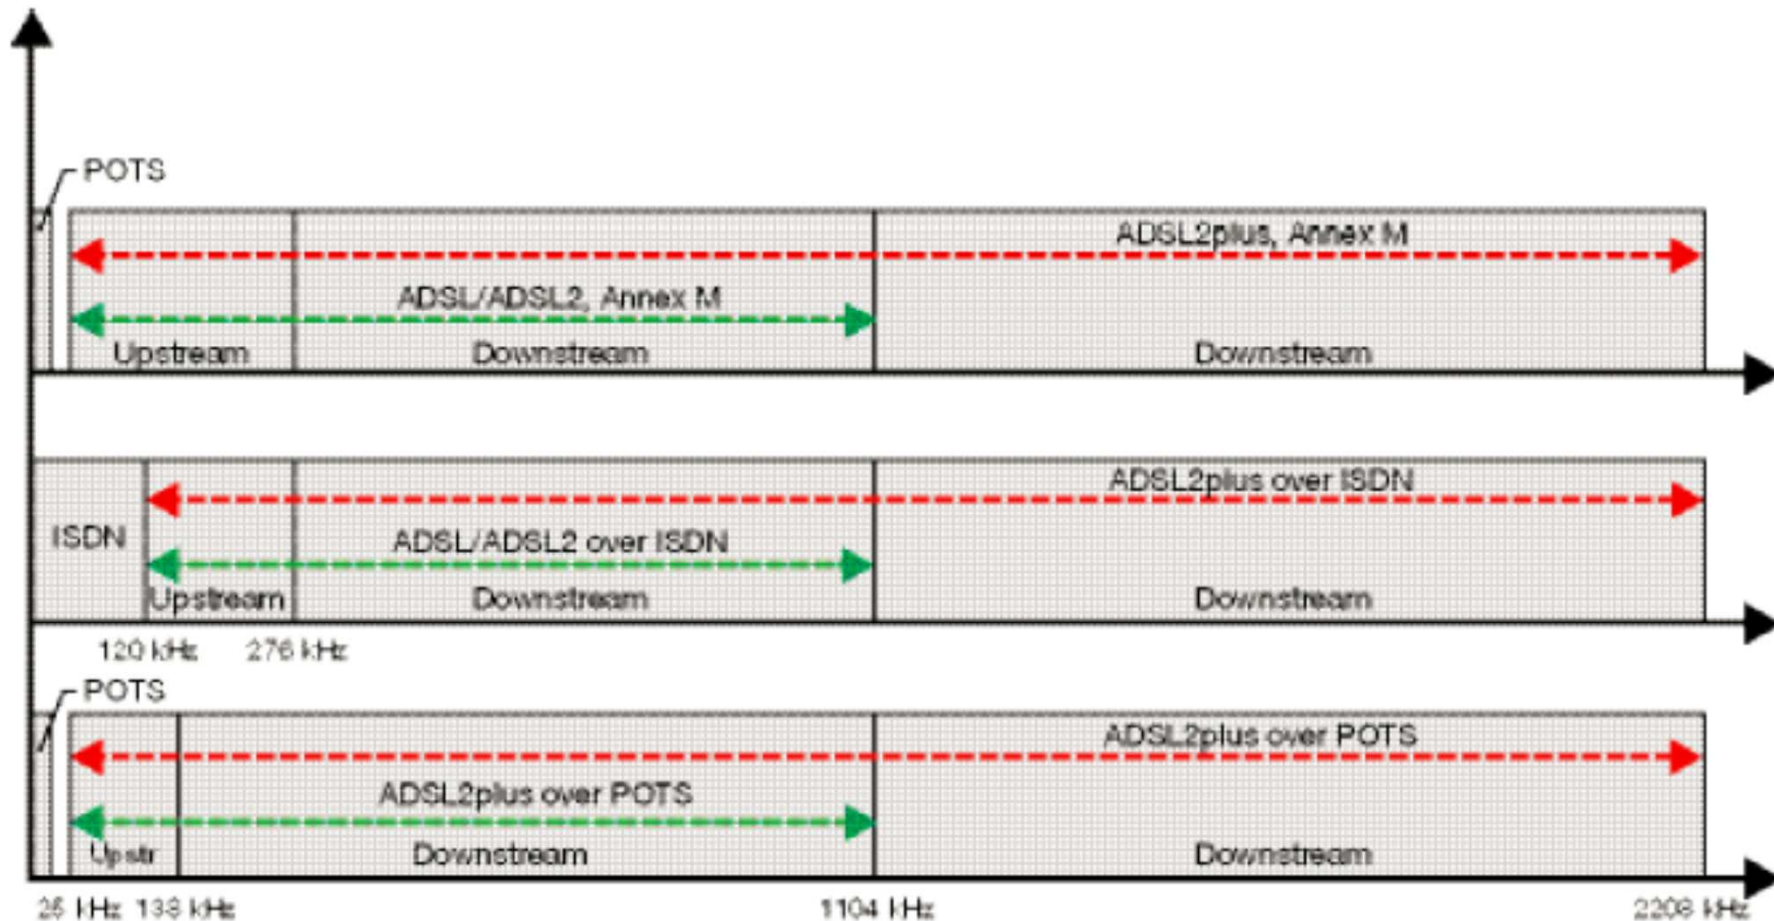 POTS
ADSL2plus, Annex M
ADSL/ADSL2, Annex M
Upstream Downstream Downstream
ADSL2plus over ISDN
ISDN
ADSL/ADSL2 over ISDN
Upstream Downstream Downstream
120 kHz 276 kHz
POTS
ADSL2plus over POTS
ADSL2plus over POTS
Upstr Downstream Downstream
25 kHz 138 kHz 1104 kHz 2208 kHz